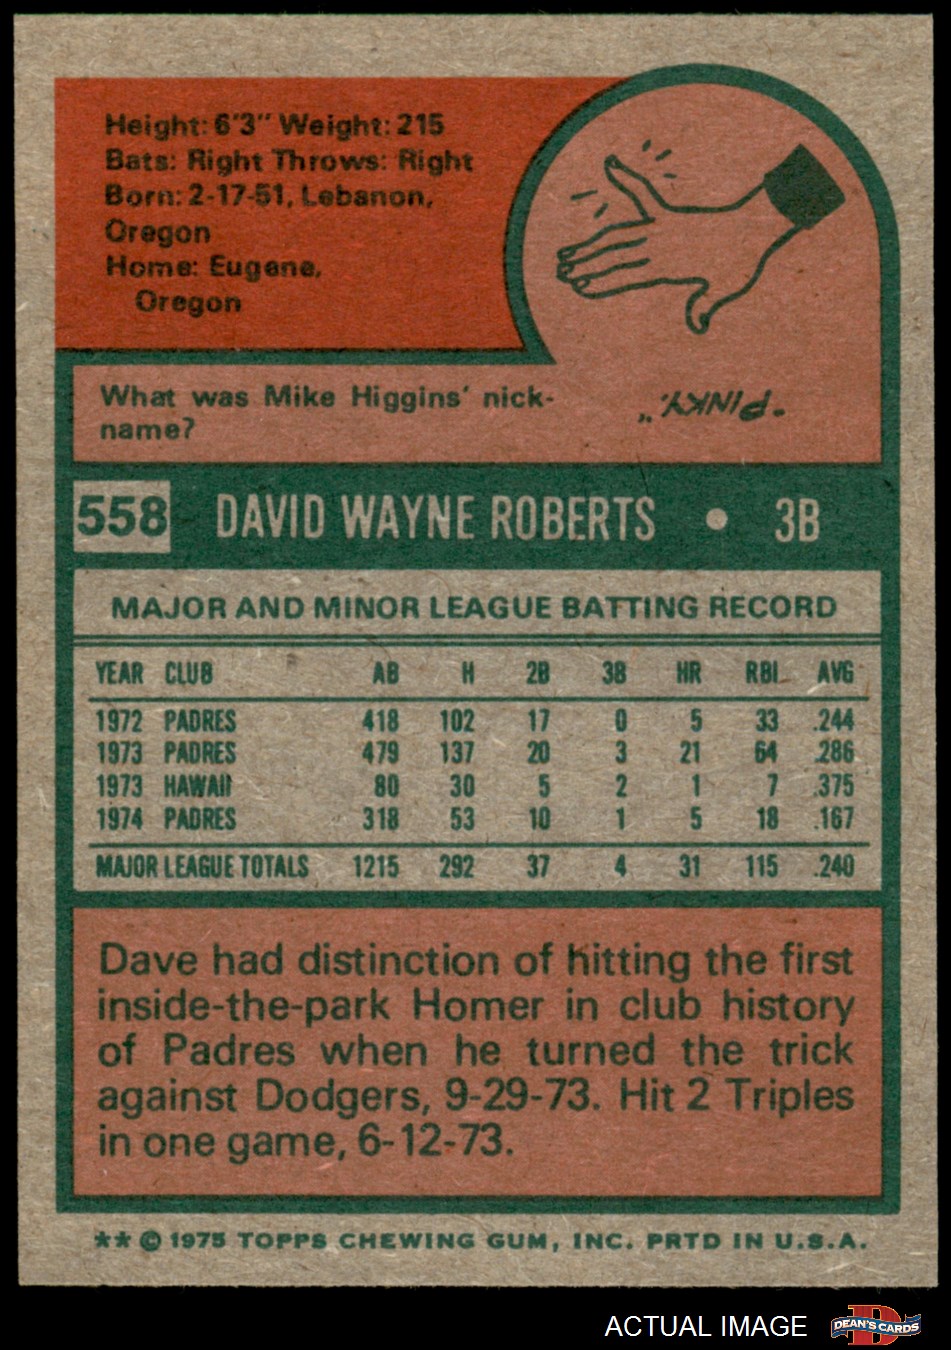 Height: 6'3" Weight: 215
Bats: Right Throws: Right
Born: 2-17-51, Lebanon,
Oregon
Home: Eugene,
Oregon
What was Mike Higgins' nick-
name?
"PINKY."
558 DAVID WAYNE ROBERTS • 3B
MAJOR AND MINOR LEAGUE BATTING RECORD
YEAR CLUB AB H 2B 3B HR RBI AVG
1972 PADRES 418 102 17 0 5 33 .244
1973 PADRES 479 137 20 3 21 64 .286
1973 HAWAII 80 30 5 2 1 7 .375
1974 PADRES 318 53 10 1 5 18 .167
MAJOR LEAGUE TOTALS 1215 292 37 4 31 115 .240
Dave had distinction of hitting the first
inside-the-park Homer in club history
of Padres when he turned the trick
against Dodgers, 9-29-73. Hit 2 Triples
in one game, 6-12-73.
** © 1975 TOPPS CHEWING GUM, INC. PRTD IN U.S.A.
ACTUAL IMAGE
D
DEAN'S CARDS